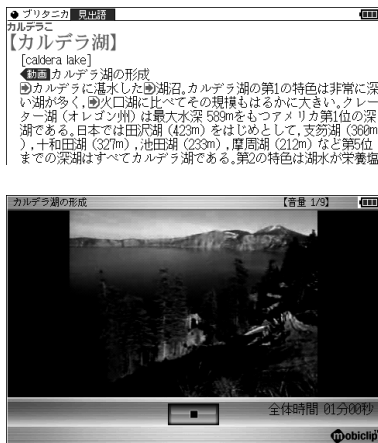 ブリタニカ 見出語
カルデラこ
【カルデラ湖】
[caldera lake]
動画 カルデラ湖の形成
カルデラに湛水した湖沼。カルデラ湖の第1の特色は非常に深
い湖が多く,火口湖に比べてその規模もはるかに大きい。クレー
ター湖 (オレゴン州) は最大水深 589mをもつアメリカ第1位の深
湖である。日本では田沢湖 (423m) をはじめとして,支笏湖 (360m
),十和田湖 (327m) ,池田湖 (233m) ,摩周湖 (212m) など第5位
までの深湖はすべてカルデラ湖である。第2の特色は湖水が栄養塩
カルデラ湖の形成 【音量 1/9】
全体時間 01分00秒
mobiclip